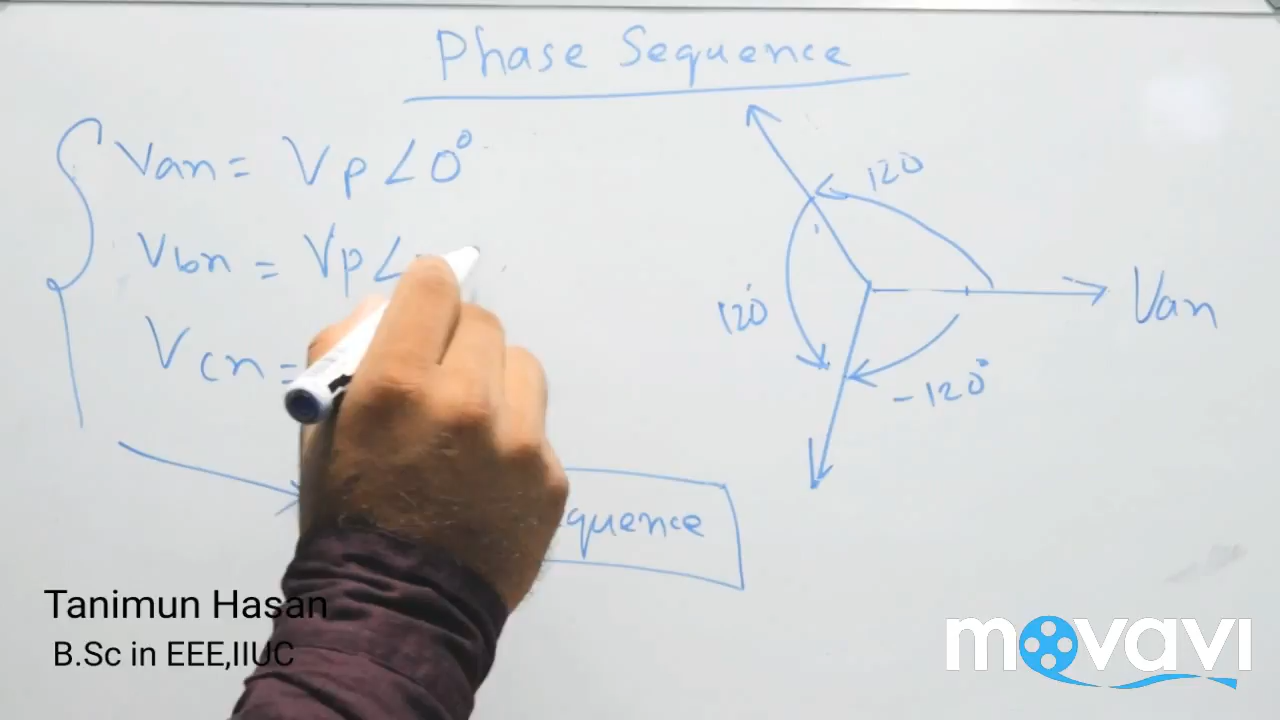 Phase Sequence
Van = Vp∠0°
Vbn = Vp∠
Vcn =
120
120
-120°
Van
quence
Tanimun Hasan
B.Sc in EEE,IIUC
movavi